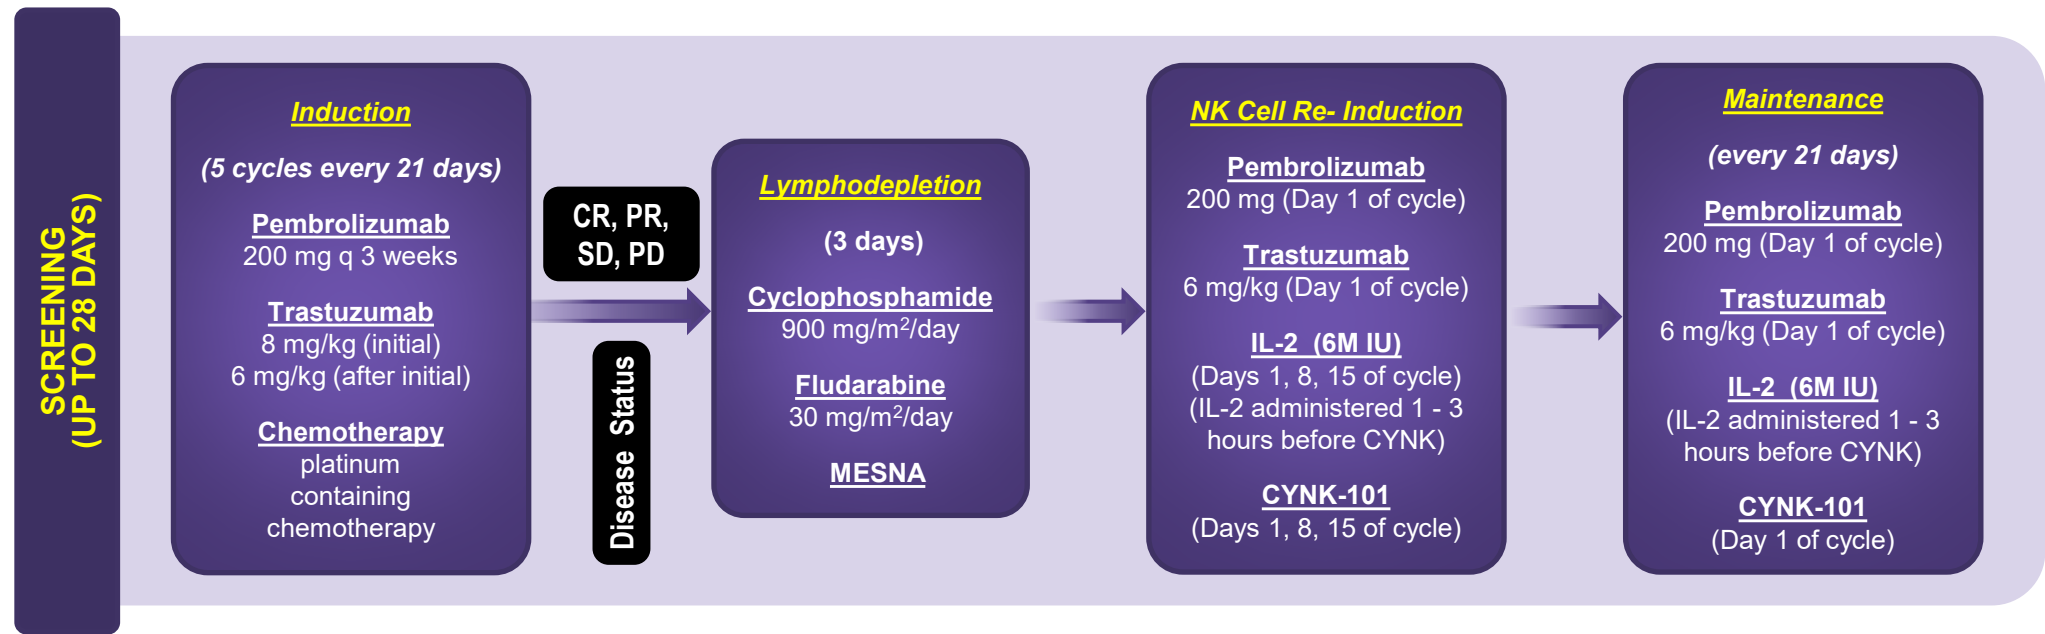 SCREENING
(UP TO 28 DAYS)
Induction
(5 cycles every 21 days)
Pembrolizumab
200 mg q 3 weeks
Trastuzumab
8 mg/kg (initial)
6 mg/kg (after initial)
Chemotherapy
platinum
containing
chemotherapy
CR, PR,
SD, PD
Disease Status
Lymphodepletion
(3 days)
Cyclophosphamide
900 mg/m²/day
Fludarabine
30 mg/m²/day
MESNA
NK Cell Re- Induction
Pembrolizumab
200 mg (Day 1 of cycle)
Trastuzumab
6 mg/kg (Day 1 of cycle)
IL-2 (6M IU)
(Days 1, 8, 15 of cycle)
(IL-2 administered 1 - 3
hours before CYNK)
CYNK-101
(Days 1, 8, 15 of cycle)
Maintenance
(every 21 days)
Pembrolizumab
200 mg (Day 1 of cycle)
Trastuzumab
6 mg/kg (Day 1 of cycle)
IL-2 (6M IU)
(IL-2 administered 1 - 3
hours before CYNK)
CYNK-101
(Day 1 of cycle)